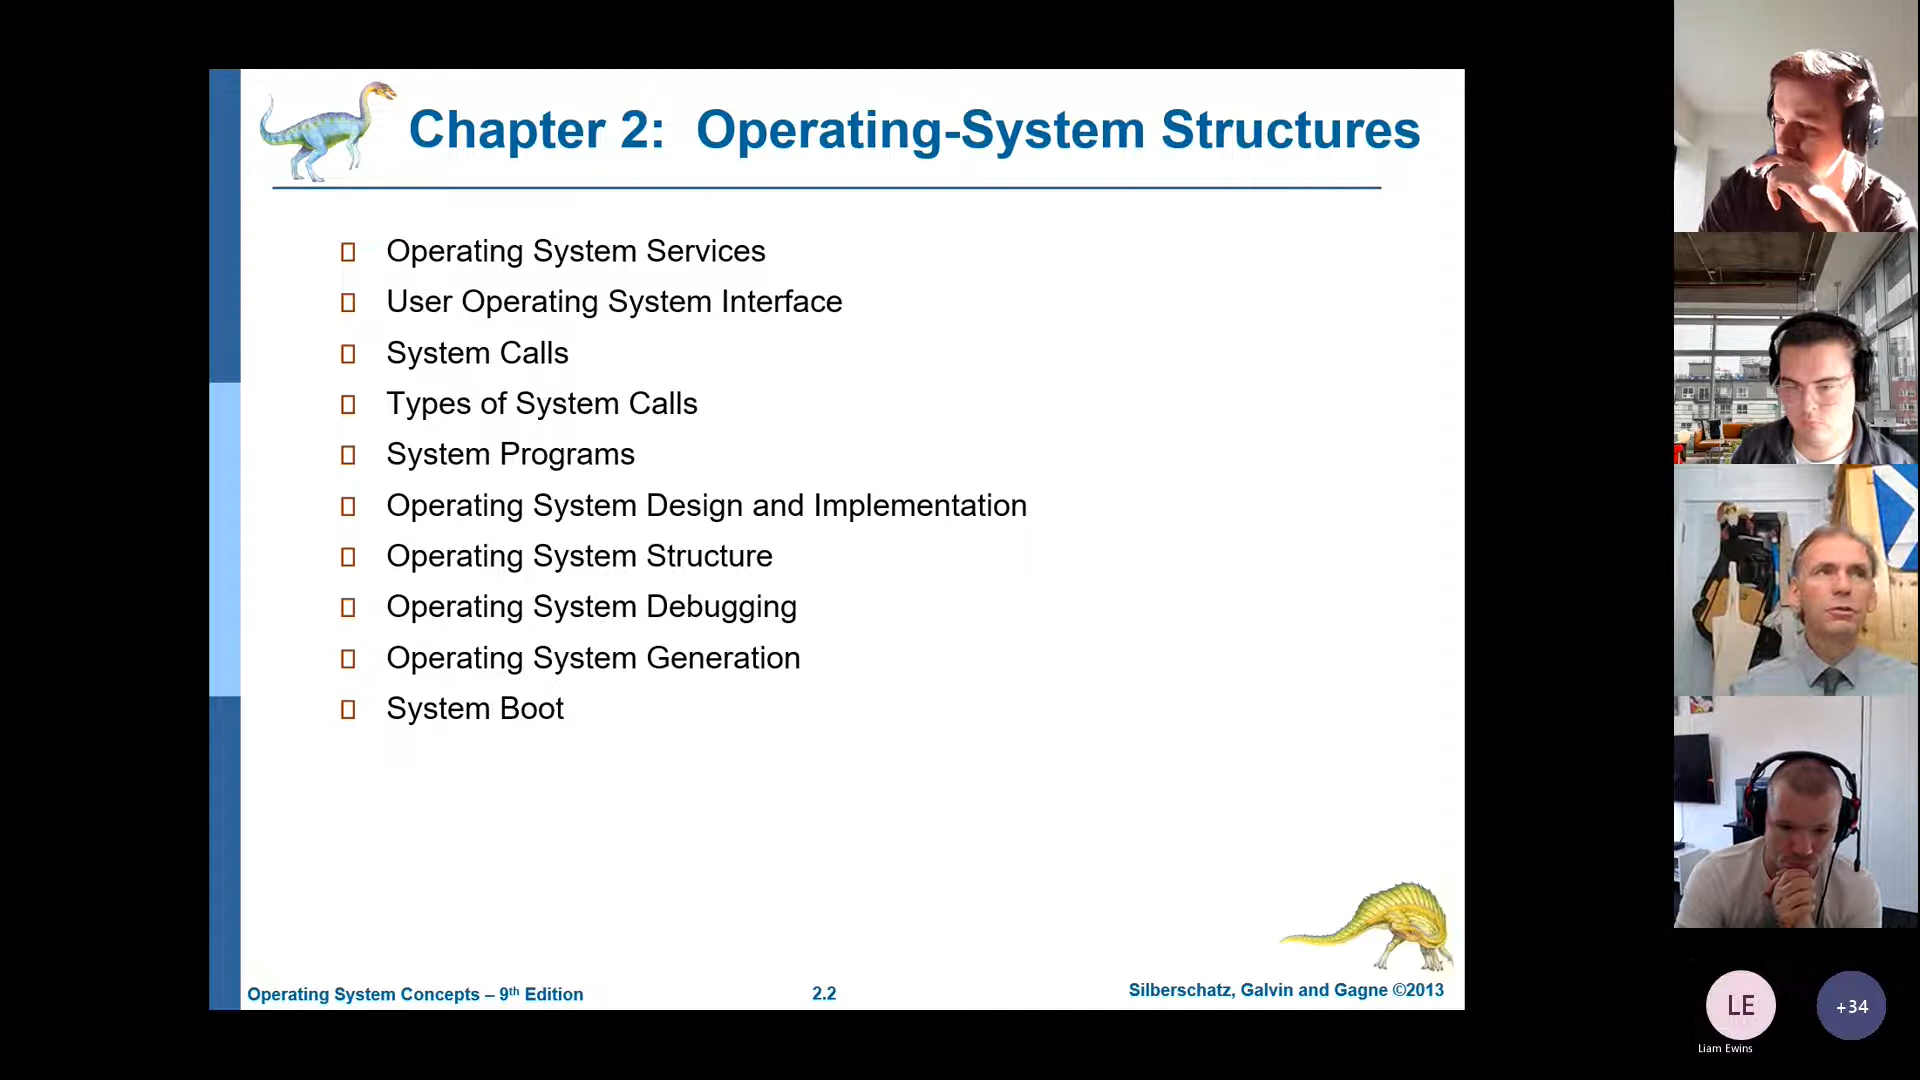 Chapter 2: Operating-System Structures
Operating System Services
User Operating System Interface
System Calls
Types of System Calls
System Programs
Operating System Design and Implementation
Operating System Structure
Operating System Debugging
Operating System Generation
System Boot
Operating System Concepts – 9th Edition
2.2
Silberschatz, Galvin and Gagne ©2013
LE
+34
Liam Ewins